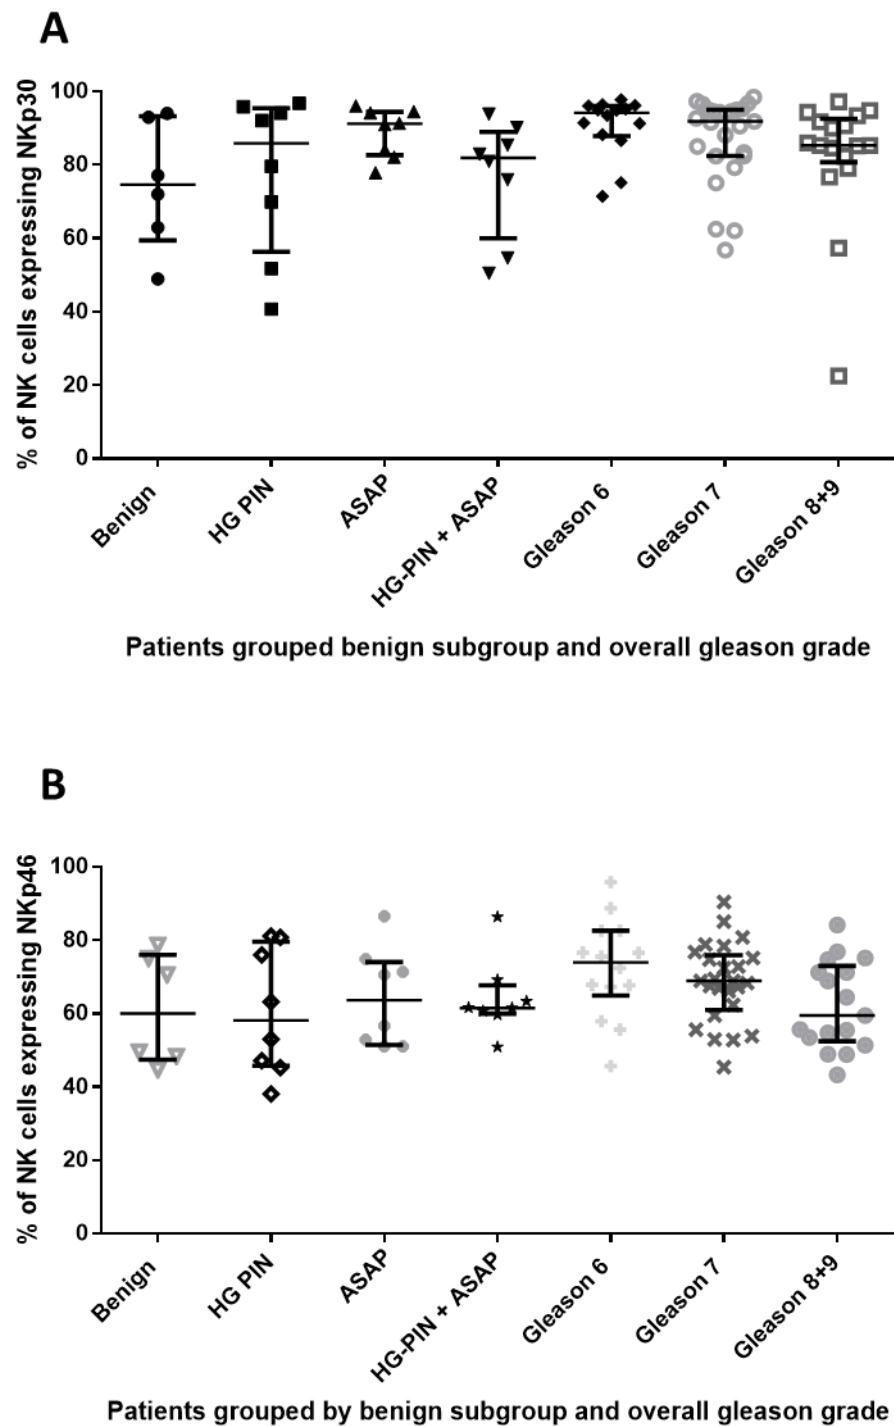 A
% of NK cells expressing NKp30
100
80
60
40
20
0
Benign
HG PIN
ASAP
HG-PIN + ASAP
Gleason 6
Gleason 7
Gleason 8+9
Patients grouped benign subgroup and overall gleason grade
B
% of NK cells expressing NKp46
100
80
60
40
20
0
Benign
HG PIN
ASAP
HG-PIN + ASAP
Gleason 6
Gleason 7
Gleason 8+9
Patients grouped by benign subgroup and overall gleason grade